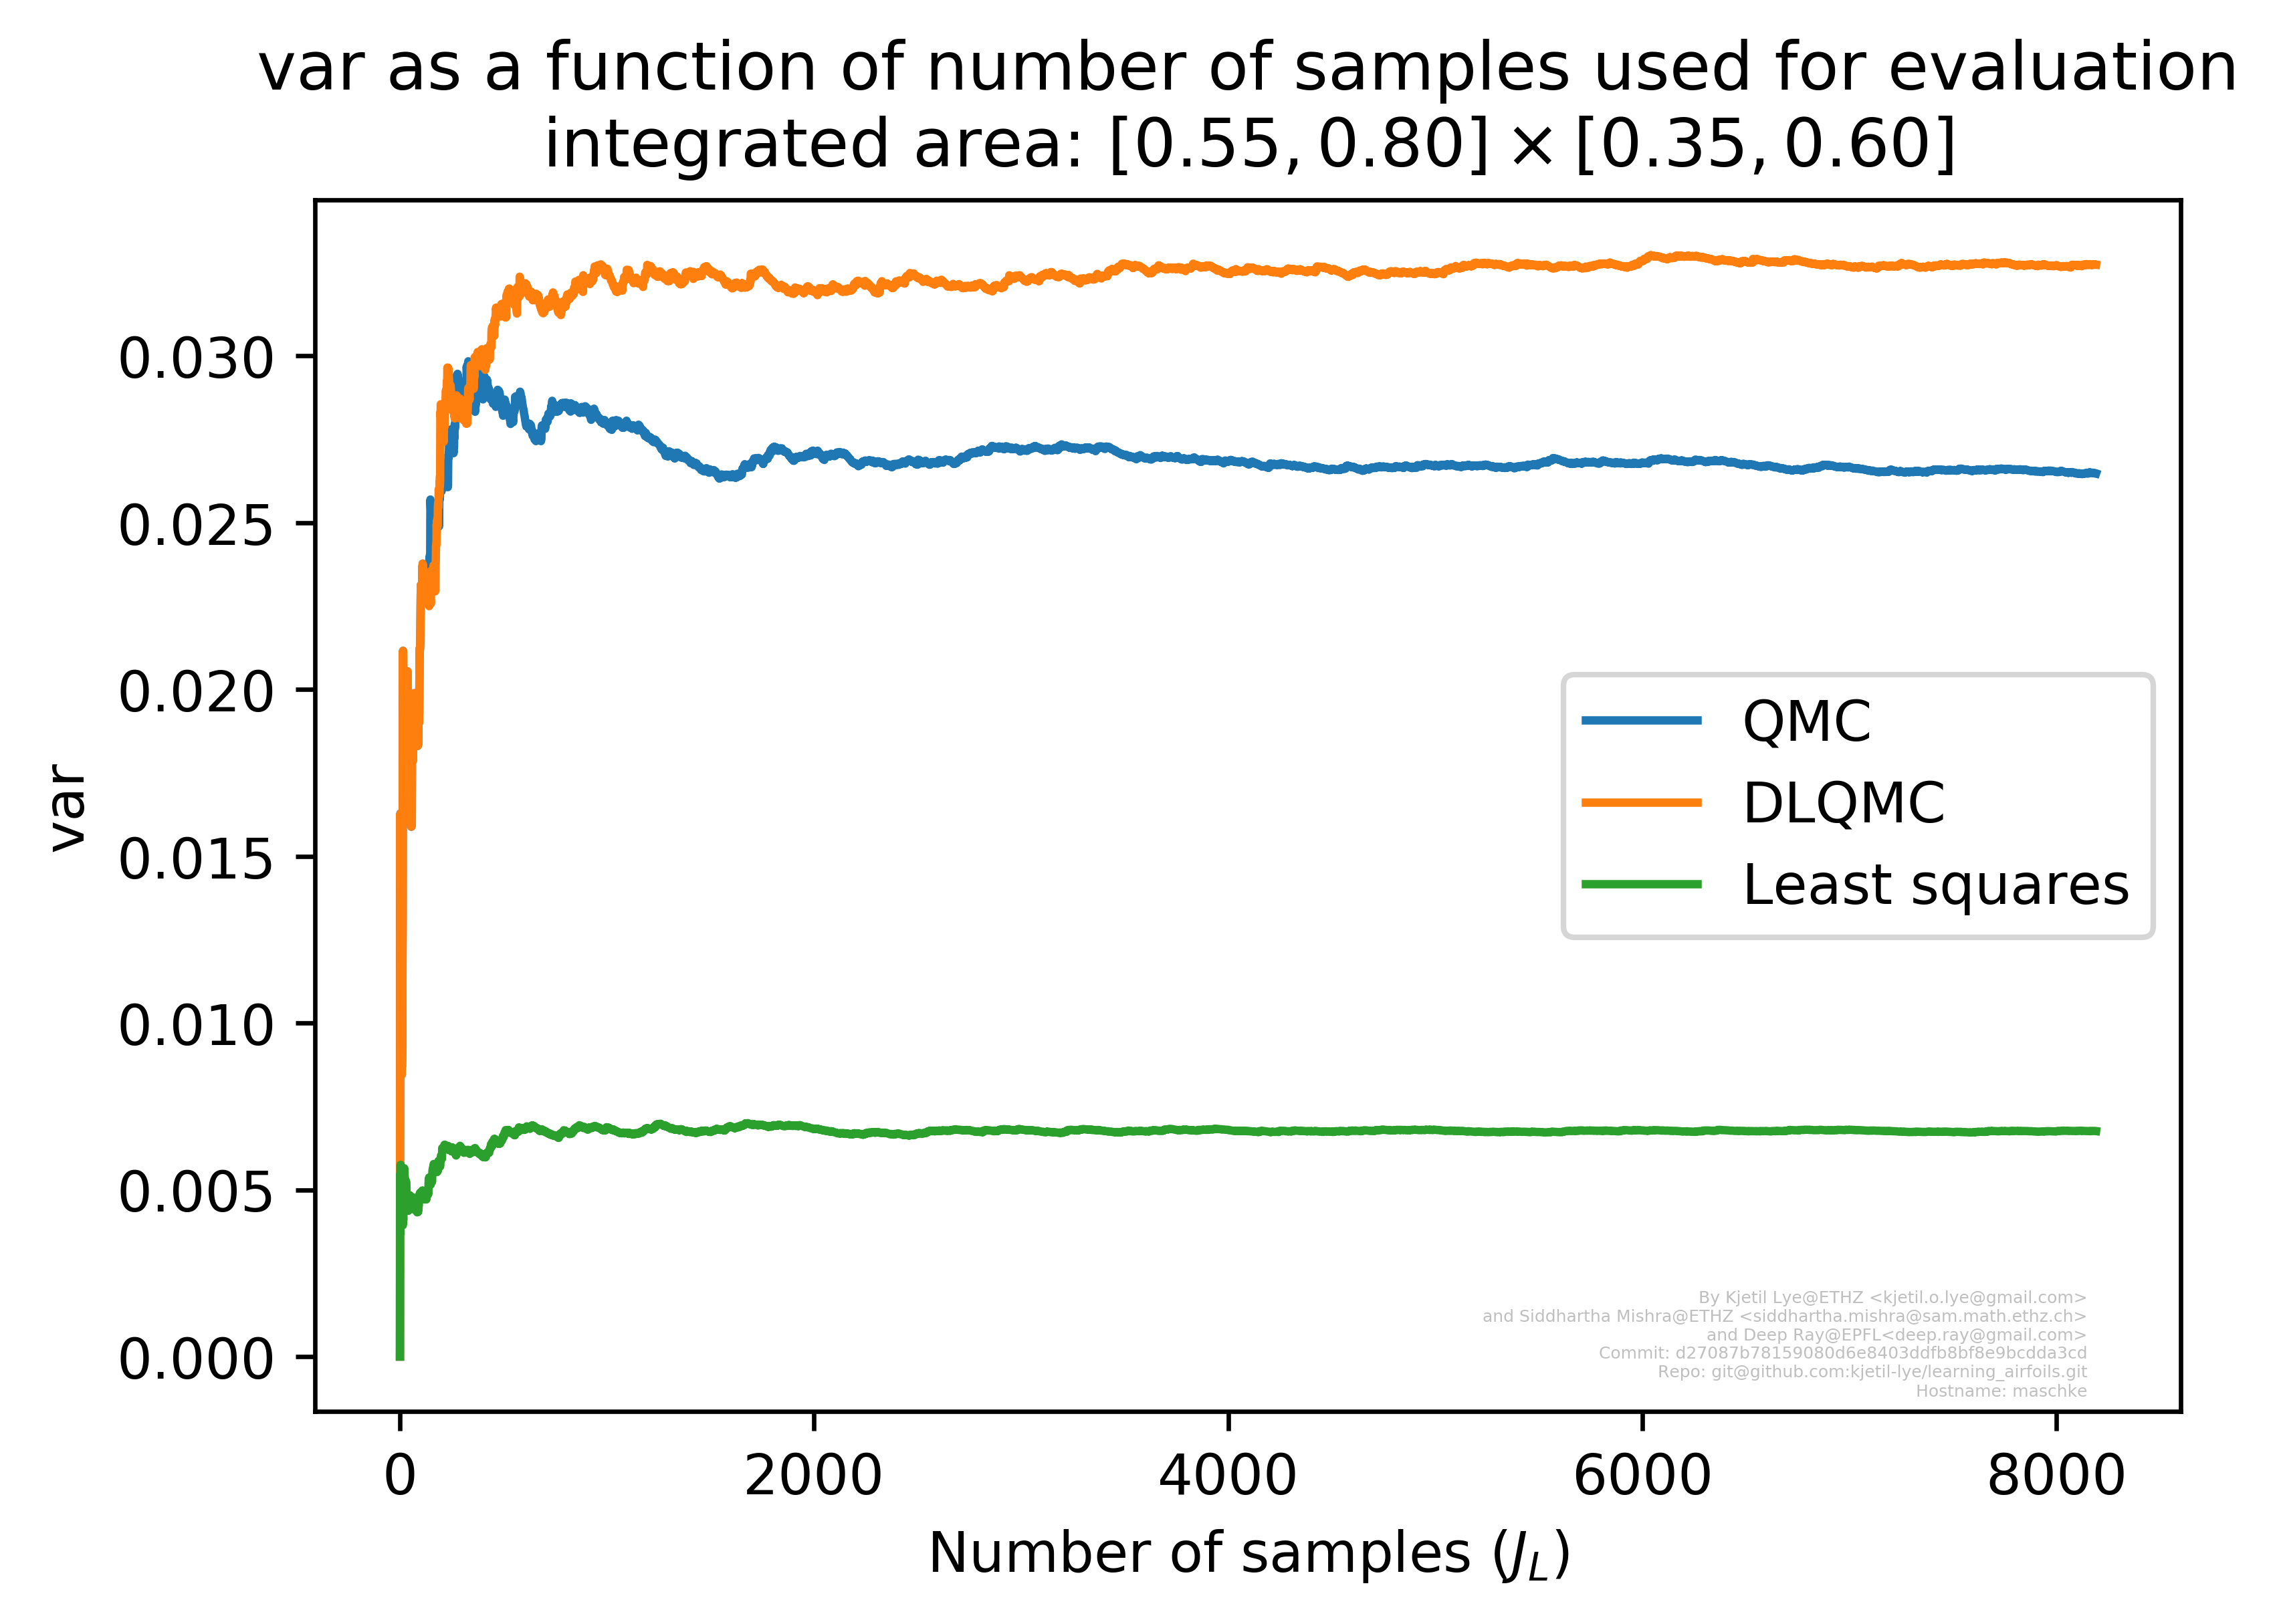 var as a function of number of samples used for evaluation
integrated area: [0.55, 0.80] × [0.35, 0.60]
var
0.030
0.025
0.020
0.015
0.010
0.005
0.000
QMC
DLQMC
Least squares
By Kjetil Lye@ETHZ <kjetil.o.lye@gmail.com>
and Siddhartha Mishra@ETHZ <siddhartha.mishra@sam.math.ethz.ch>
and Deep Ray@EPFL<deep.ray@gmail.com>
Commit: d27087b78159080d6e8403ddfb8bf8e9bcdda3cd
Repo: git@github.com:kjetil-lye/learning_airfoils.git
Hostname: maschke
0 2000 4000 6000 8000
Number of samples (J_L)